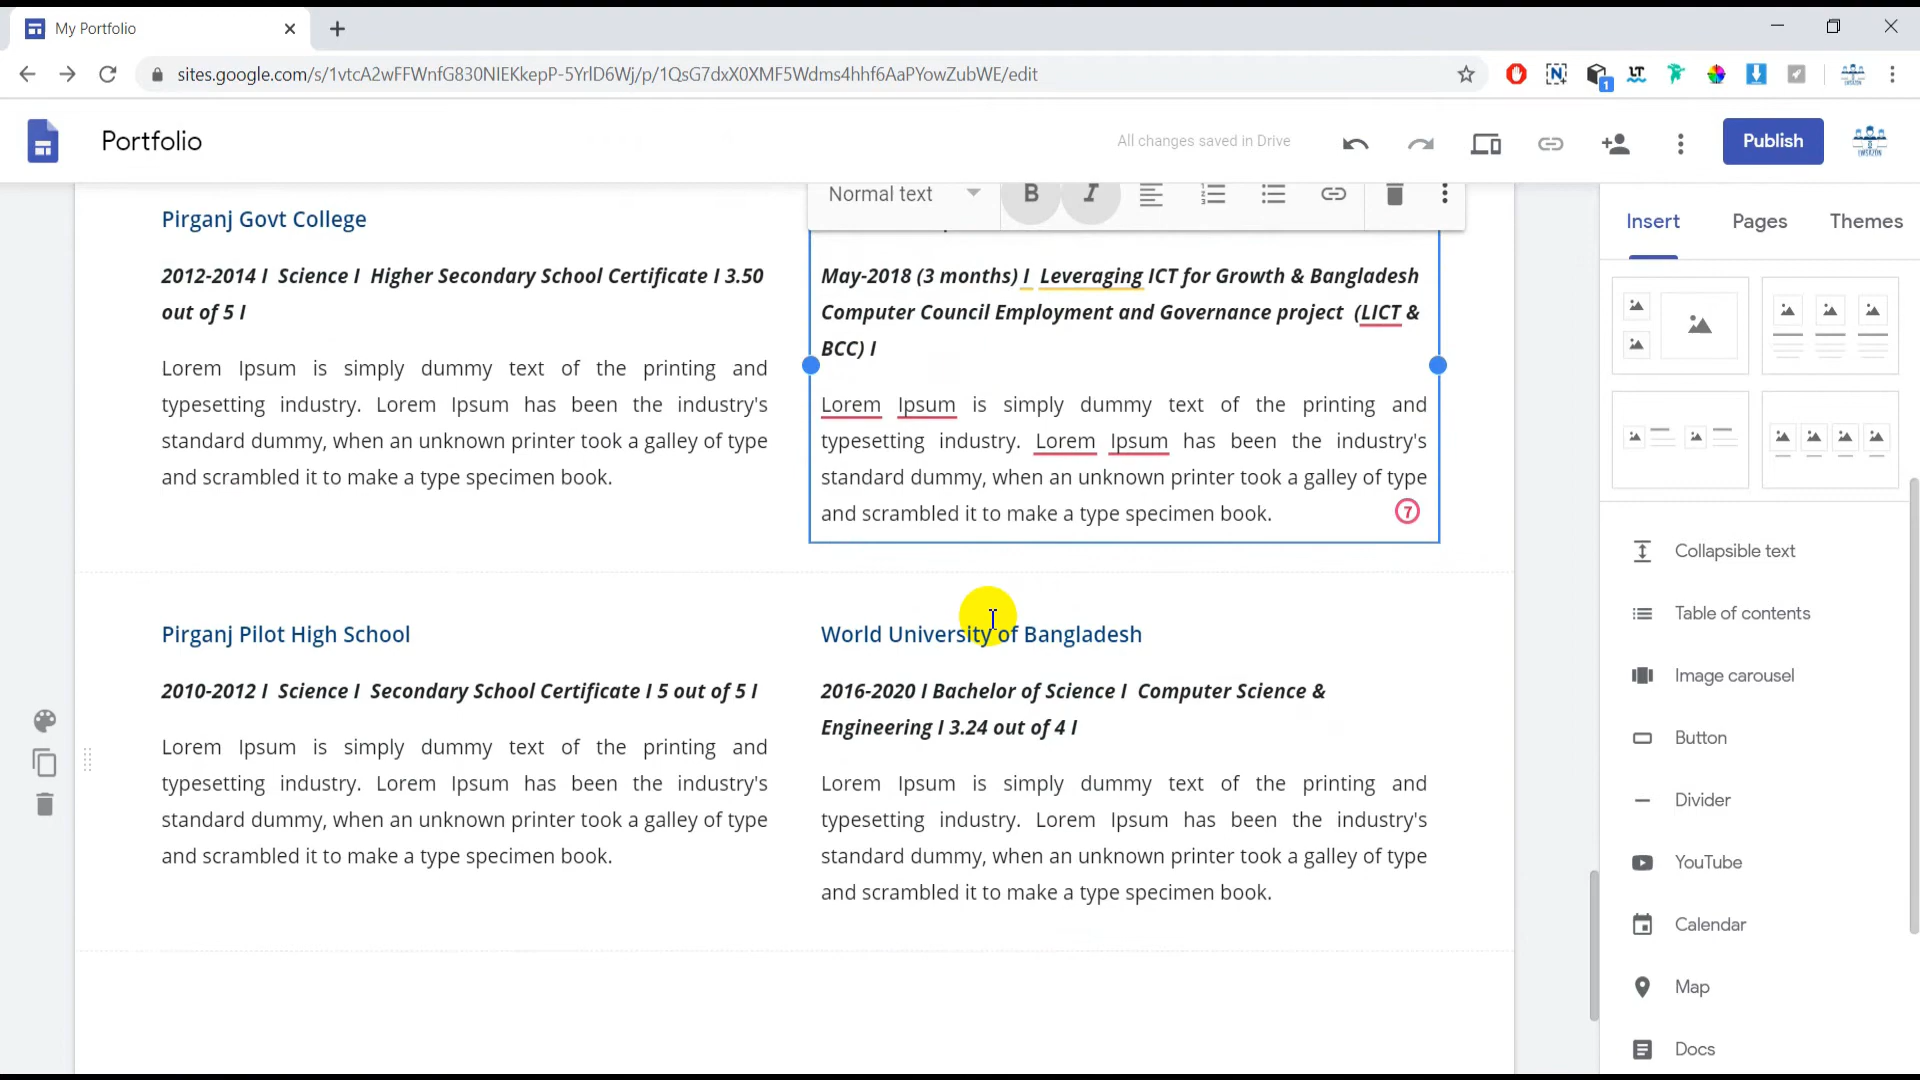 My Portfolio
sites.google.com/s/1vtcA2wFFWnfG830NIEKkepP-5YrlD6Wj/p/1QsG7dxX0XMF5Wdms4hhf6AaPYowZubWE/edit
Portfolio
All changes saved in Drive
Publish
Normal text
B
I
Insert
Pages
Themes
Pirganj Govt College
2012-2014 I Science I Higher Secondary School Certificate I 3.50
out of 5 I
Lorem Ipsum is simply dummy text of the printing and
typesetting industry. Lorem Ipsum has been the industry's
standard dummy, when an unknown printer took a galley of type
and scrambled it to make a type specimen book.
May-2018 (3 months) I Leveraging ICT for Growth & Bangladesh
Computer Council Employment and Governance project (LICT &
BCC) I
Lorem Ipsum is simply dummy text of the printing and
typesetting industry. Lorem Ipsum has been the industry's
standard dummy, when an unknown printer took a galley of type
and scrambled it to make a type specimen book.
7
Pirganj Pilot High School
2010-2012 I Science I Secondary School Certificate I 5 out of 5 I
Lorem Ipsum is simply dummy text of the printing and
typesetting industry. Lorem Ipsum has been the industry's
standard dummy, when an unknown printer took a galley of type
and scrambled it to make a type specimen book.
World University of Bangladesh
2016-2020 I Bachelor of Science I Computer Science &
Engineering I 3.24 out of 4 I
Lorem Ipsum is simply dummy text of the printing and
typesetting industry. Lorem Ipsum has been the industry's
standard dummy, when an unknown printer took a galley of type
and scrambled it to make a type specimen book.
Collapsible text
Table of contents
Image carousel
Button
Divider
YouTube
Calendar
Map
Docs